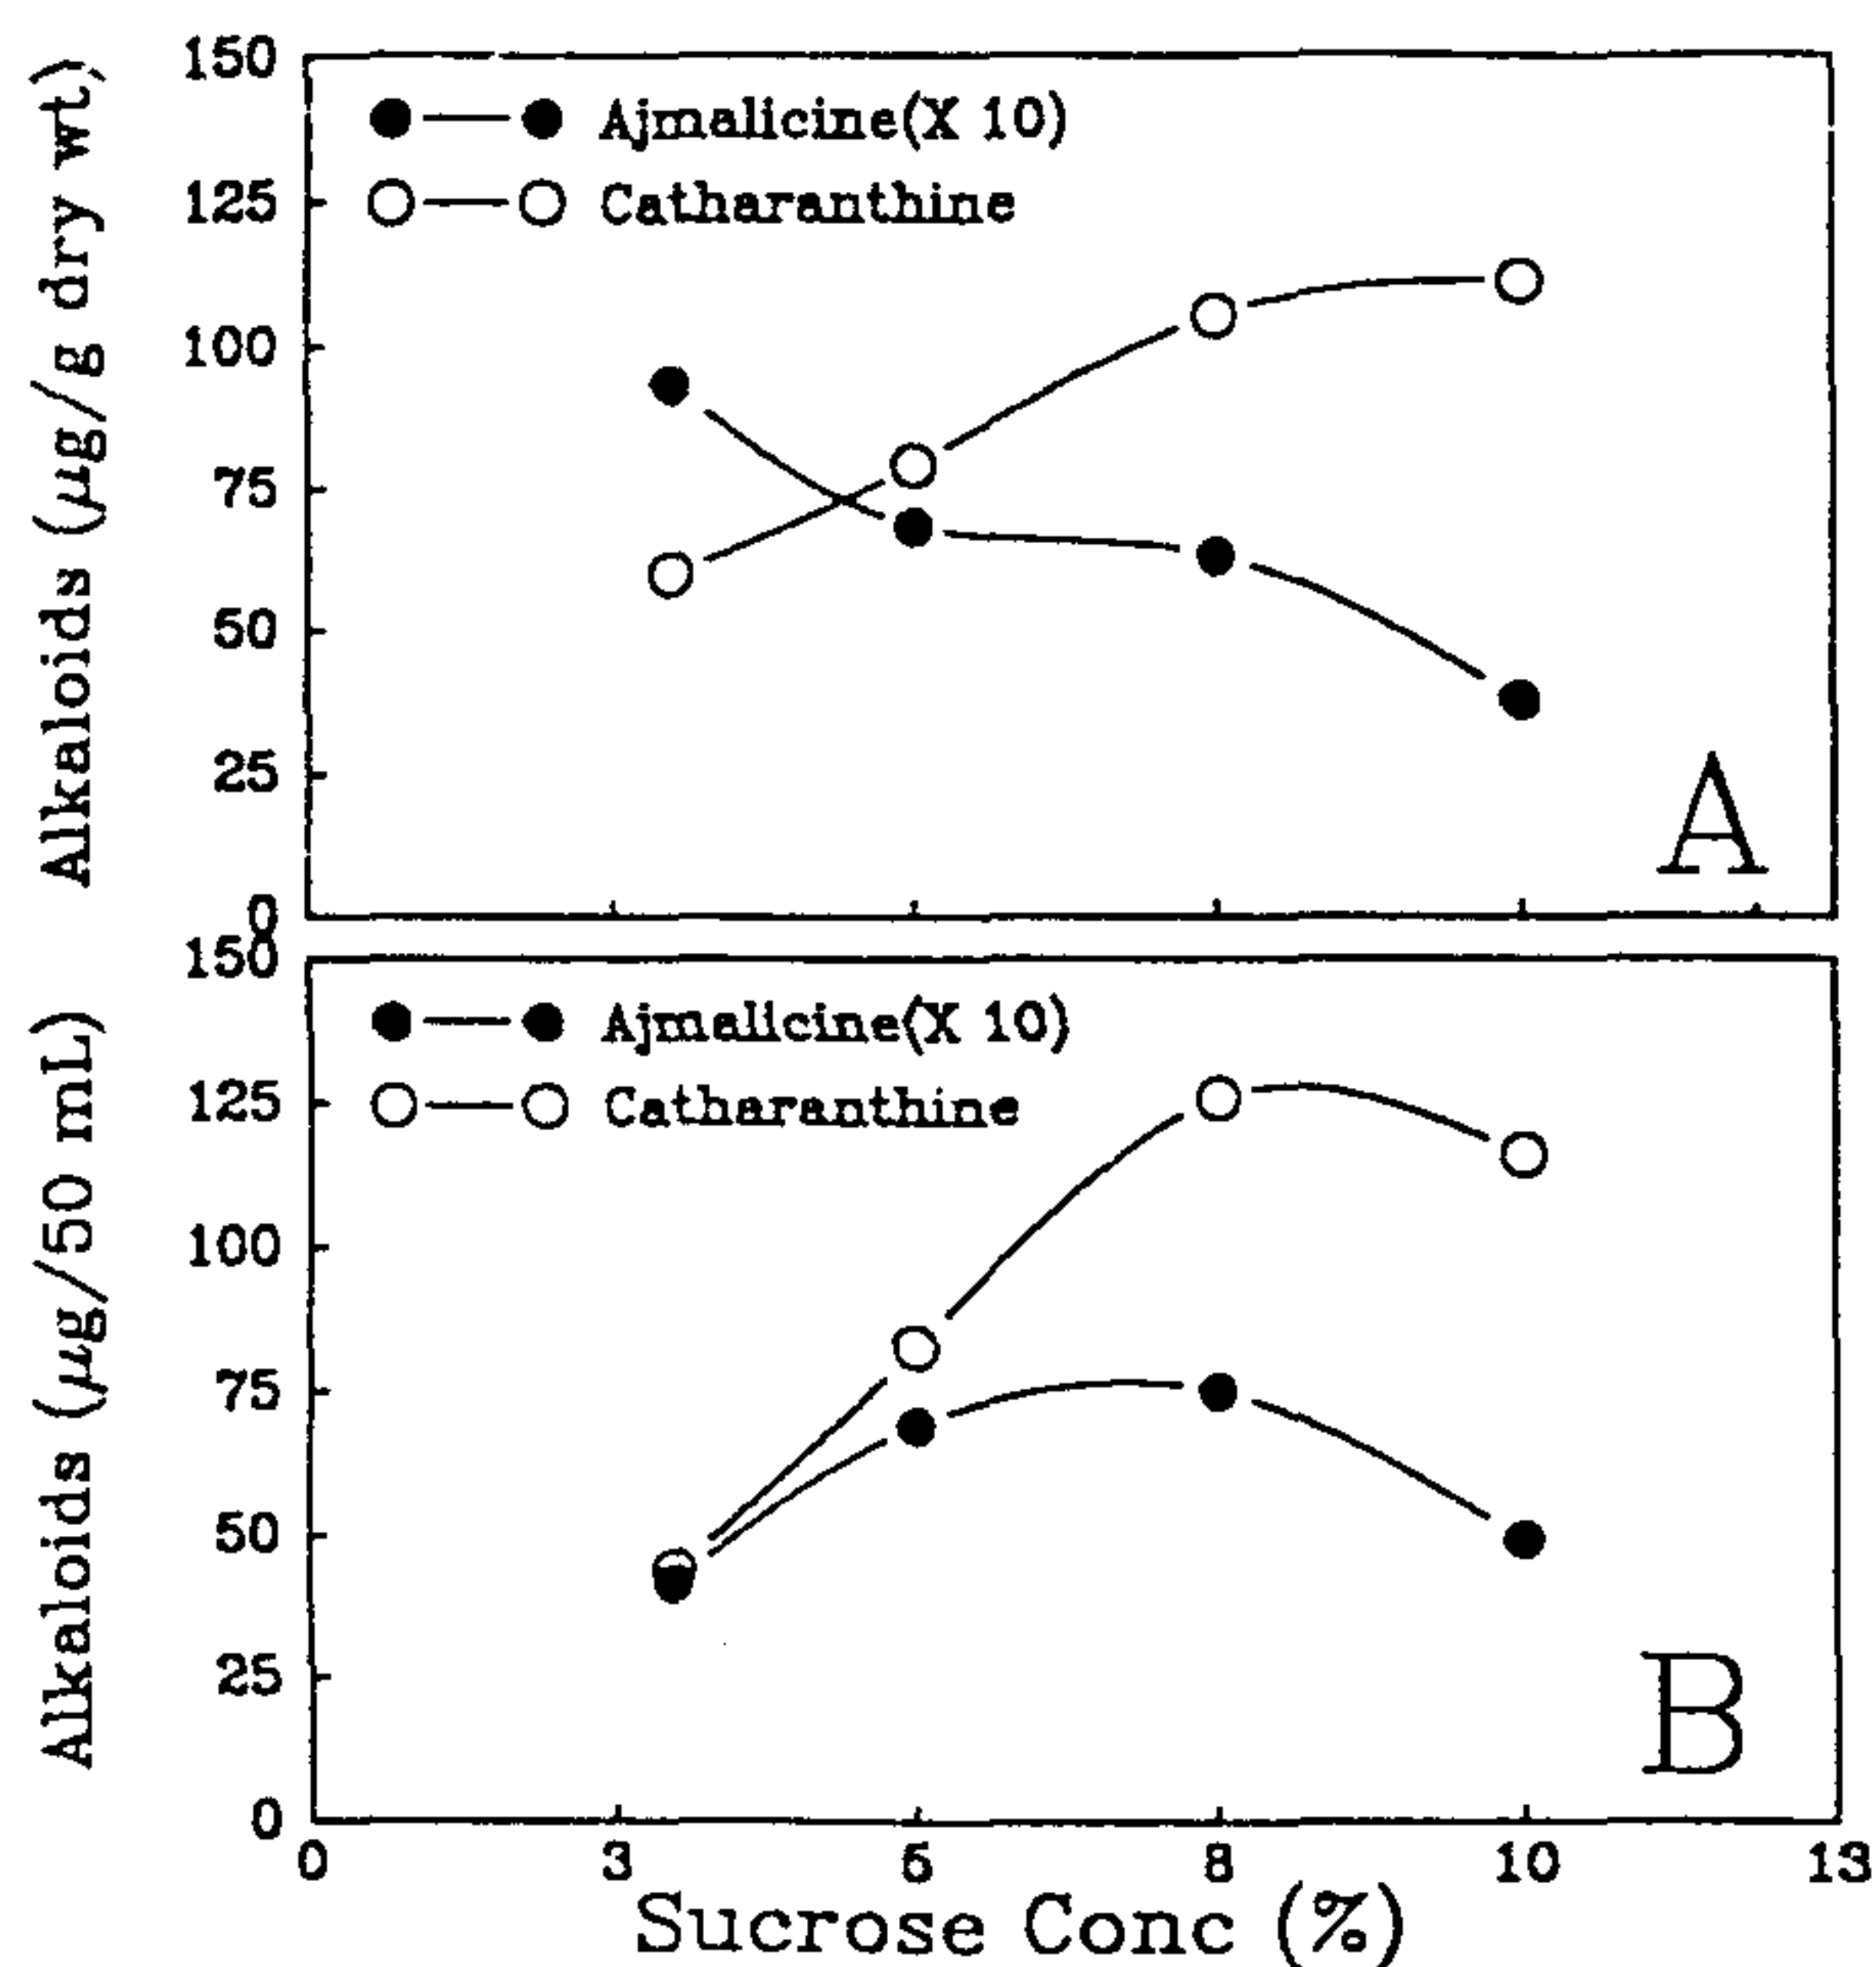 Alkaloids (μg/g dry wt)
150
125
100
75
50
25
0
Ajmalicine(X 10)
Catharanthine
A
Alkaloids (μg/50 mL)
150
125
100
75
50
25
0
Ajmalicine(X 10)
Catharanthine
B
0 3 6 8 10 13
Sucrose Conc (%)